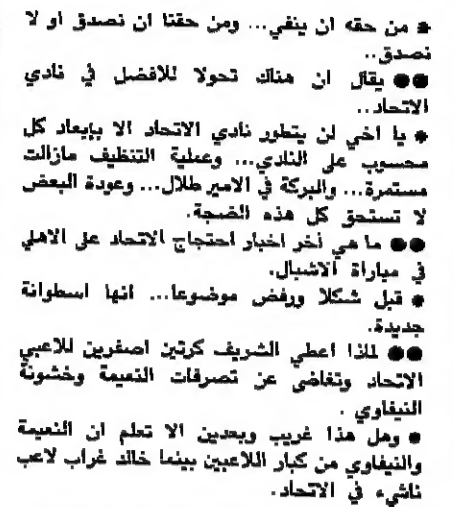 ● من حقه ان ينفي... ومن حقنا ان نصدق او لا
نصدق..
●● يقال ان هناك تحولا للافضل في نادي
الاتحاد..
● يا اخي لن يتطور نادي الاتحاد الا بإبعاد كل
محسوب على النادي... وعملية التنظيف مازالت
مستمرة... والبركة في الامير طلال... وعودة البعض
لا تستحق كل هذه الضجة.
●● ما هي أخر اخبار احتجاج الاتحاد على الاهلي
في مباراة الاشبال.
● قبل شكلا ورفض موضوعا... انها اسطوانة
جديدة.
●● لماذا اعطي الشريف كرتين اصفرين للاعبي
الاتحاد وتغاضى عن تصرفات النعيمة وخشونة
النيفاوي .
● وهل هذا غريب وبعدين الا تعلم ان النعيمة
والنيفاوي من كبار اللاعبين بينما خالد غراب لاعب
ناشيء في الاتحاد.